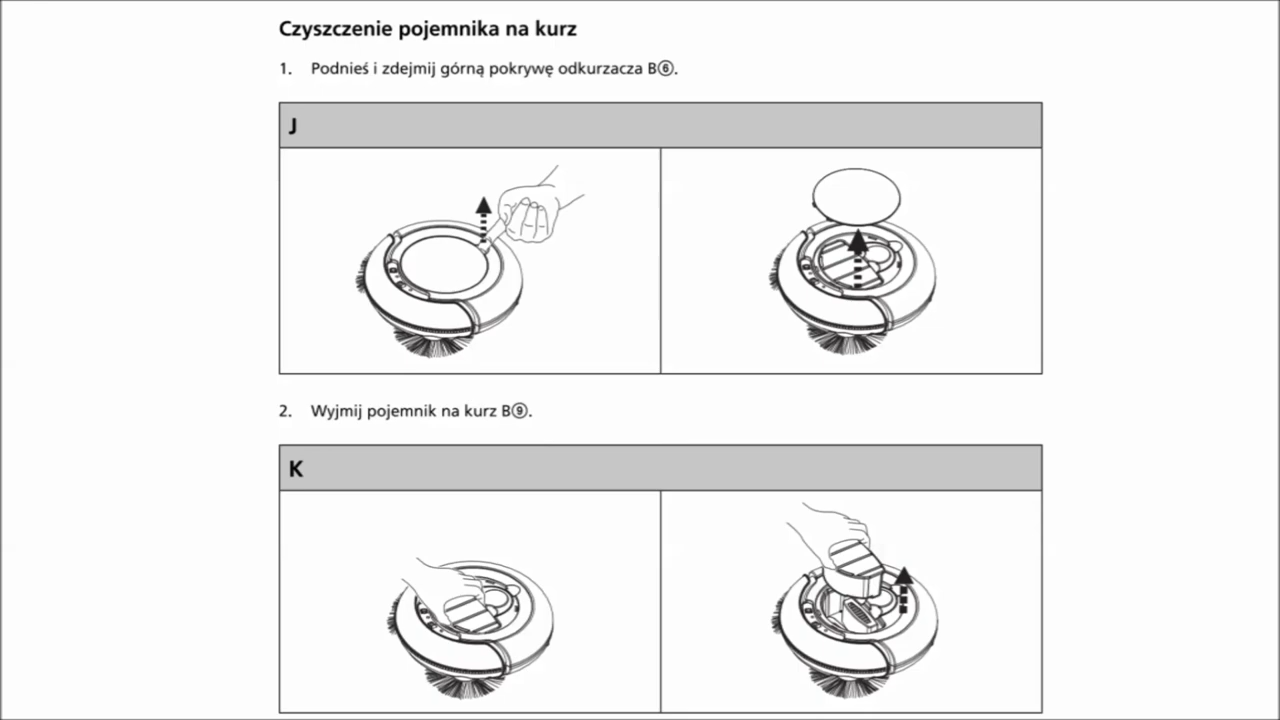 Czyszczenie pojemnika na kurz
1. Podnieś i zdejmij górną pokrywę odkurzacza B⑥.
J
2. Wyjmij pojemnik na kurz B⑨.
K